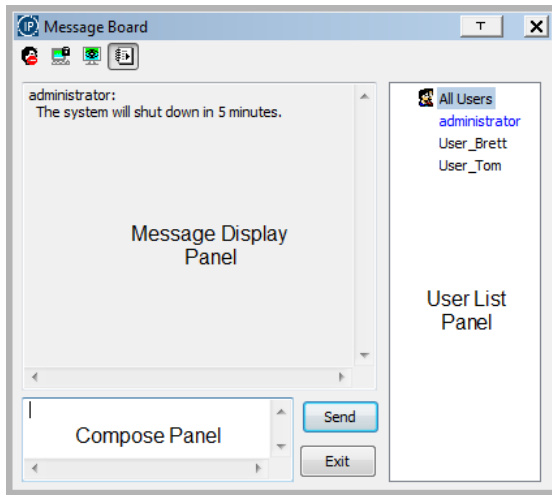 IP Message Board
T X
administrator:
The system will shut down in 5 minutes.
Message Display
Panel
All Users
administrator
User_Brett
User_Tom
User List
Panel
Compose Panel
Send
Exit